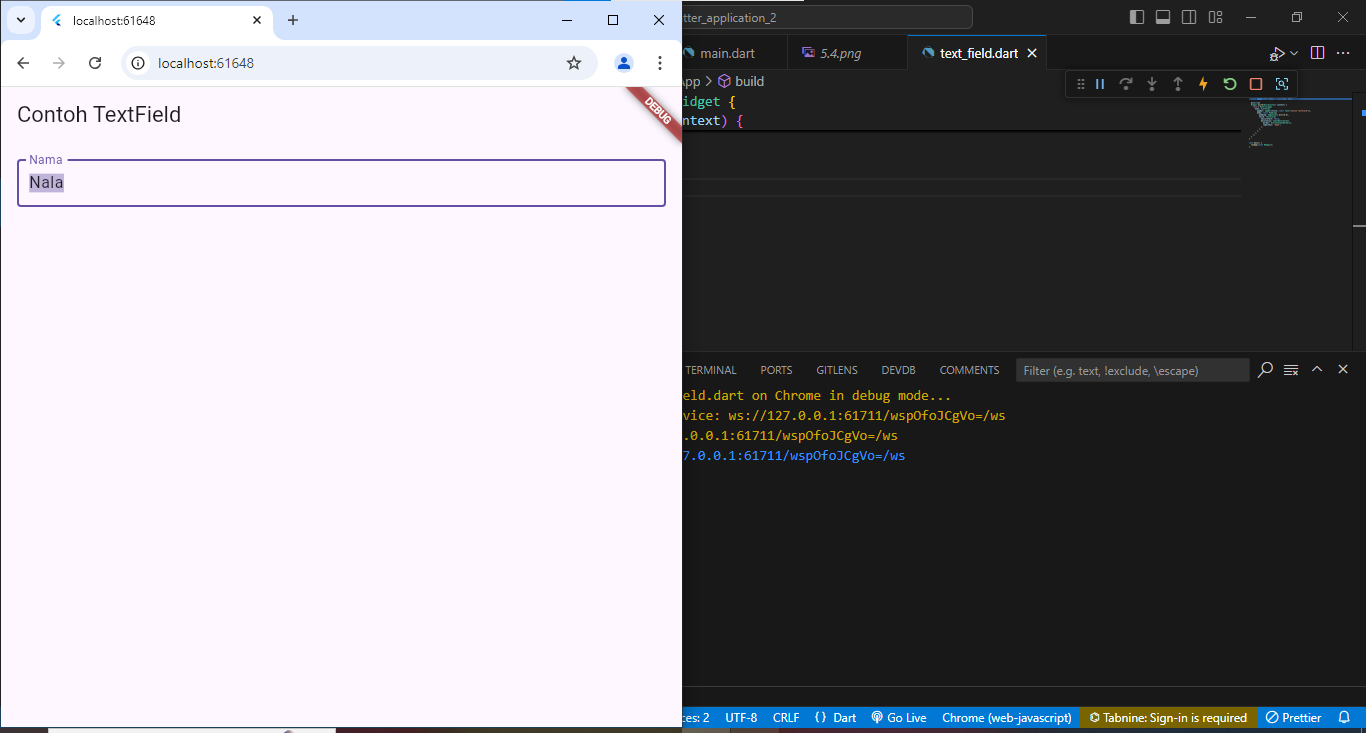 localhost:61648
localhost:61648
Contoh TextField
DEBUG
Nama
Nala
tter_application_2
main.dart
5.4.png
text_field.dart
App > build
idget {
ntext) {
TERMINAL
PORTS
GITLENS
DEVDB
COMMENTS
Filter (e.g. text, !exclude, \escape)
eld.dart on Chrome in debug mode...
vice: ws://127.0.0.1:61711/wspOfoJCgVo=/ws
.0.0.1:61711/wspOfoJCgVo=/ws
7.0.0.1:61711/wspOfoJCgVo=/ws
ces: 2
UTF-8
CRLF
{ } Dart
Go Live
Chrome (web-javascript)
Tabnine: Sign-in is required
Prettier